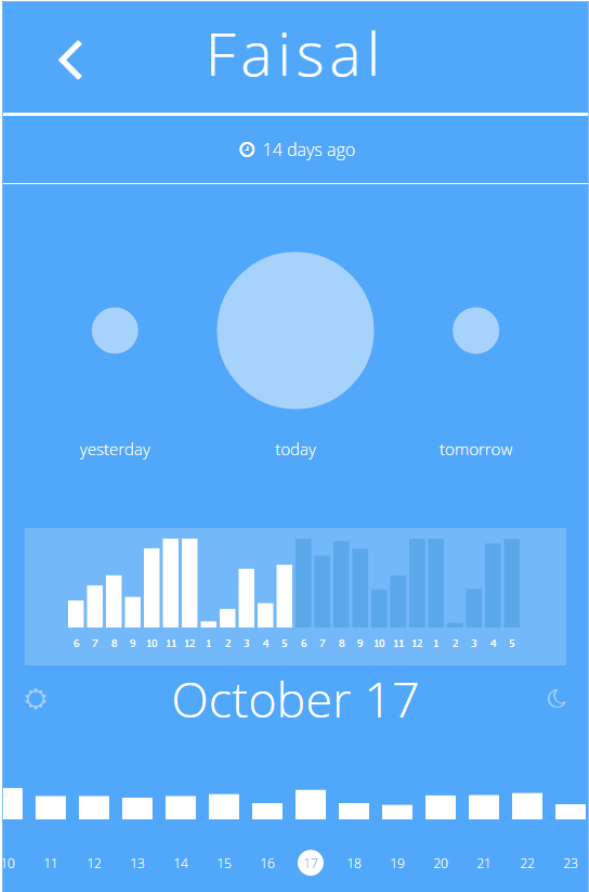 Faisal
14 days ago
yesterday today tomorrow
6 7 8 9 10 11 12 1 2 3 4 5 6 7 8 9 10 11 12 1 2 3 4 5
October 17
10 11 12 13 14 15 16 17 18 19 20 21 22 23